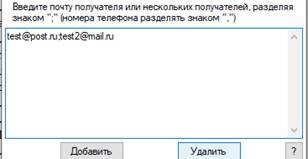 Введите почту получателя или нескольких получателей, разделяя
знаком ";" (номера телефона разделять знаком ",")
test@post.ru;test2@mail.ru
Добавить Удалить ?